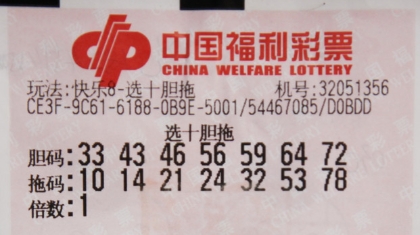 中国福利彩票
CHINA WELFARE LOTTERY
玩法:快乐8-选十胆拖 机号:32051356
CE3F-9C61-6188-0B9E-5001/54467085/D0BDD
选十胆拖
胆码:33 43 46 56 59 64 72
拖码:10 14 21 24 32 53 78
倍数:1